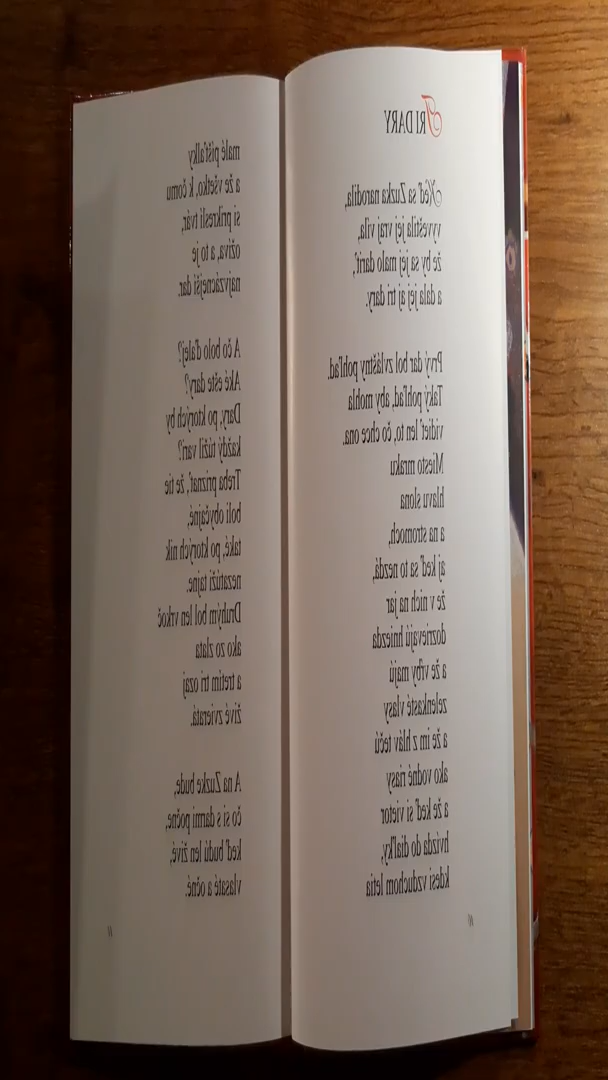 TRI DARY
Keď sa Zuzka narodila,
vyveštila jej vraj víla,
že by sa jej malo dariť,
a dala jej aj tri dary.
Prvý dar bol zvláštny pohľad.
Taký pohľad, aby mohla
vidieť len to, čo chce ona.
Miesto mraku
hlavu slona
a na stromoch,
aj keď sa to nezdá,
že v nich na jar
dozrievajú hniezda
a že vŕby majú
zelenkasté vlasy
a že im z hláv tečú
ako vodné riasy
a že keď si vietor
hvízda do diaľky,
kdesi vzduchom letia
malé píšťalky
a že všetko, k čomu
si prikreslí tvár,
ožíva, a to je
najvzácnejší dar.
A čo bolo ďalej?
Aké ešte dary?
Dary, po ktorých by
každý túžil vari?
Treba priznať, že tie
boli obyčajné,
také, po ktorých nik
nezatúži tajne.
Druhým bol len vrkoč
ako zo zlata
a tretím tri ozaj
živé zvieratá.
A na Zuzke bude,
čo si s darmi počne,
keď budú len živé,
vlasaté a očné.